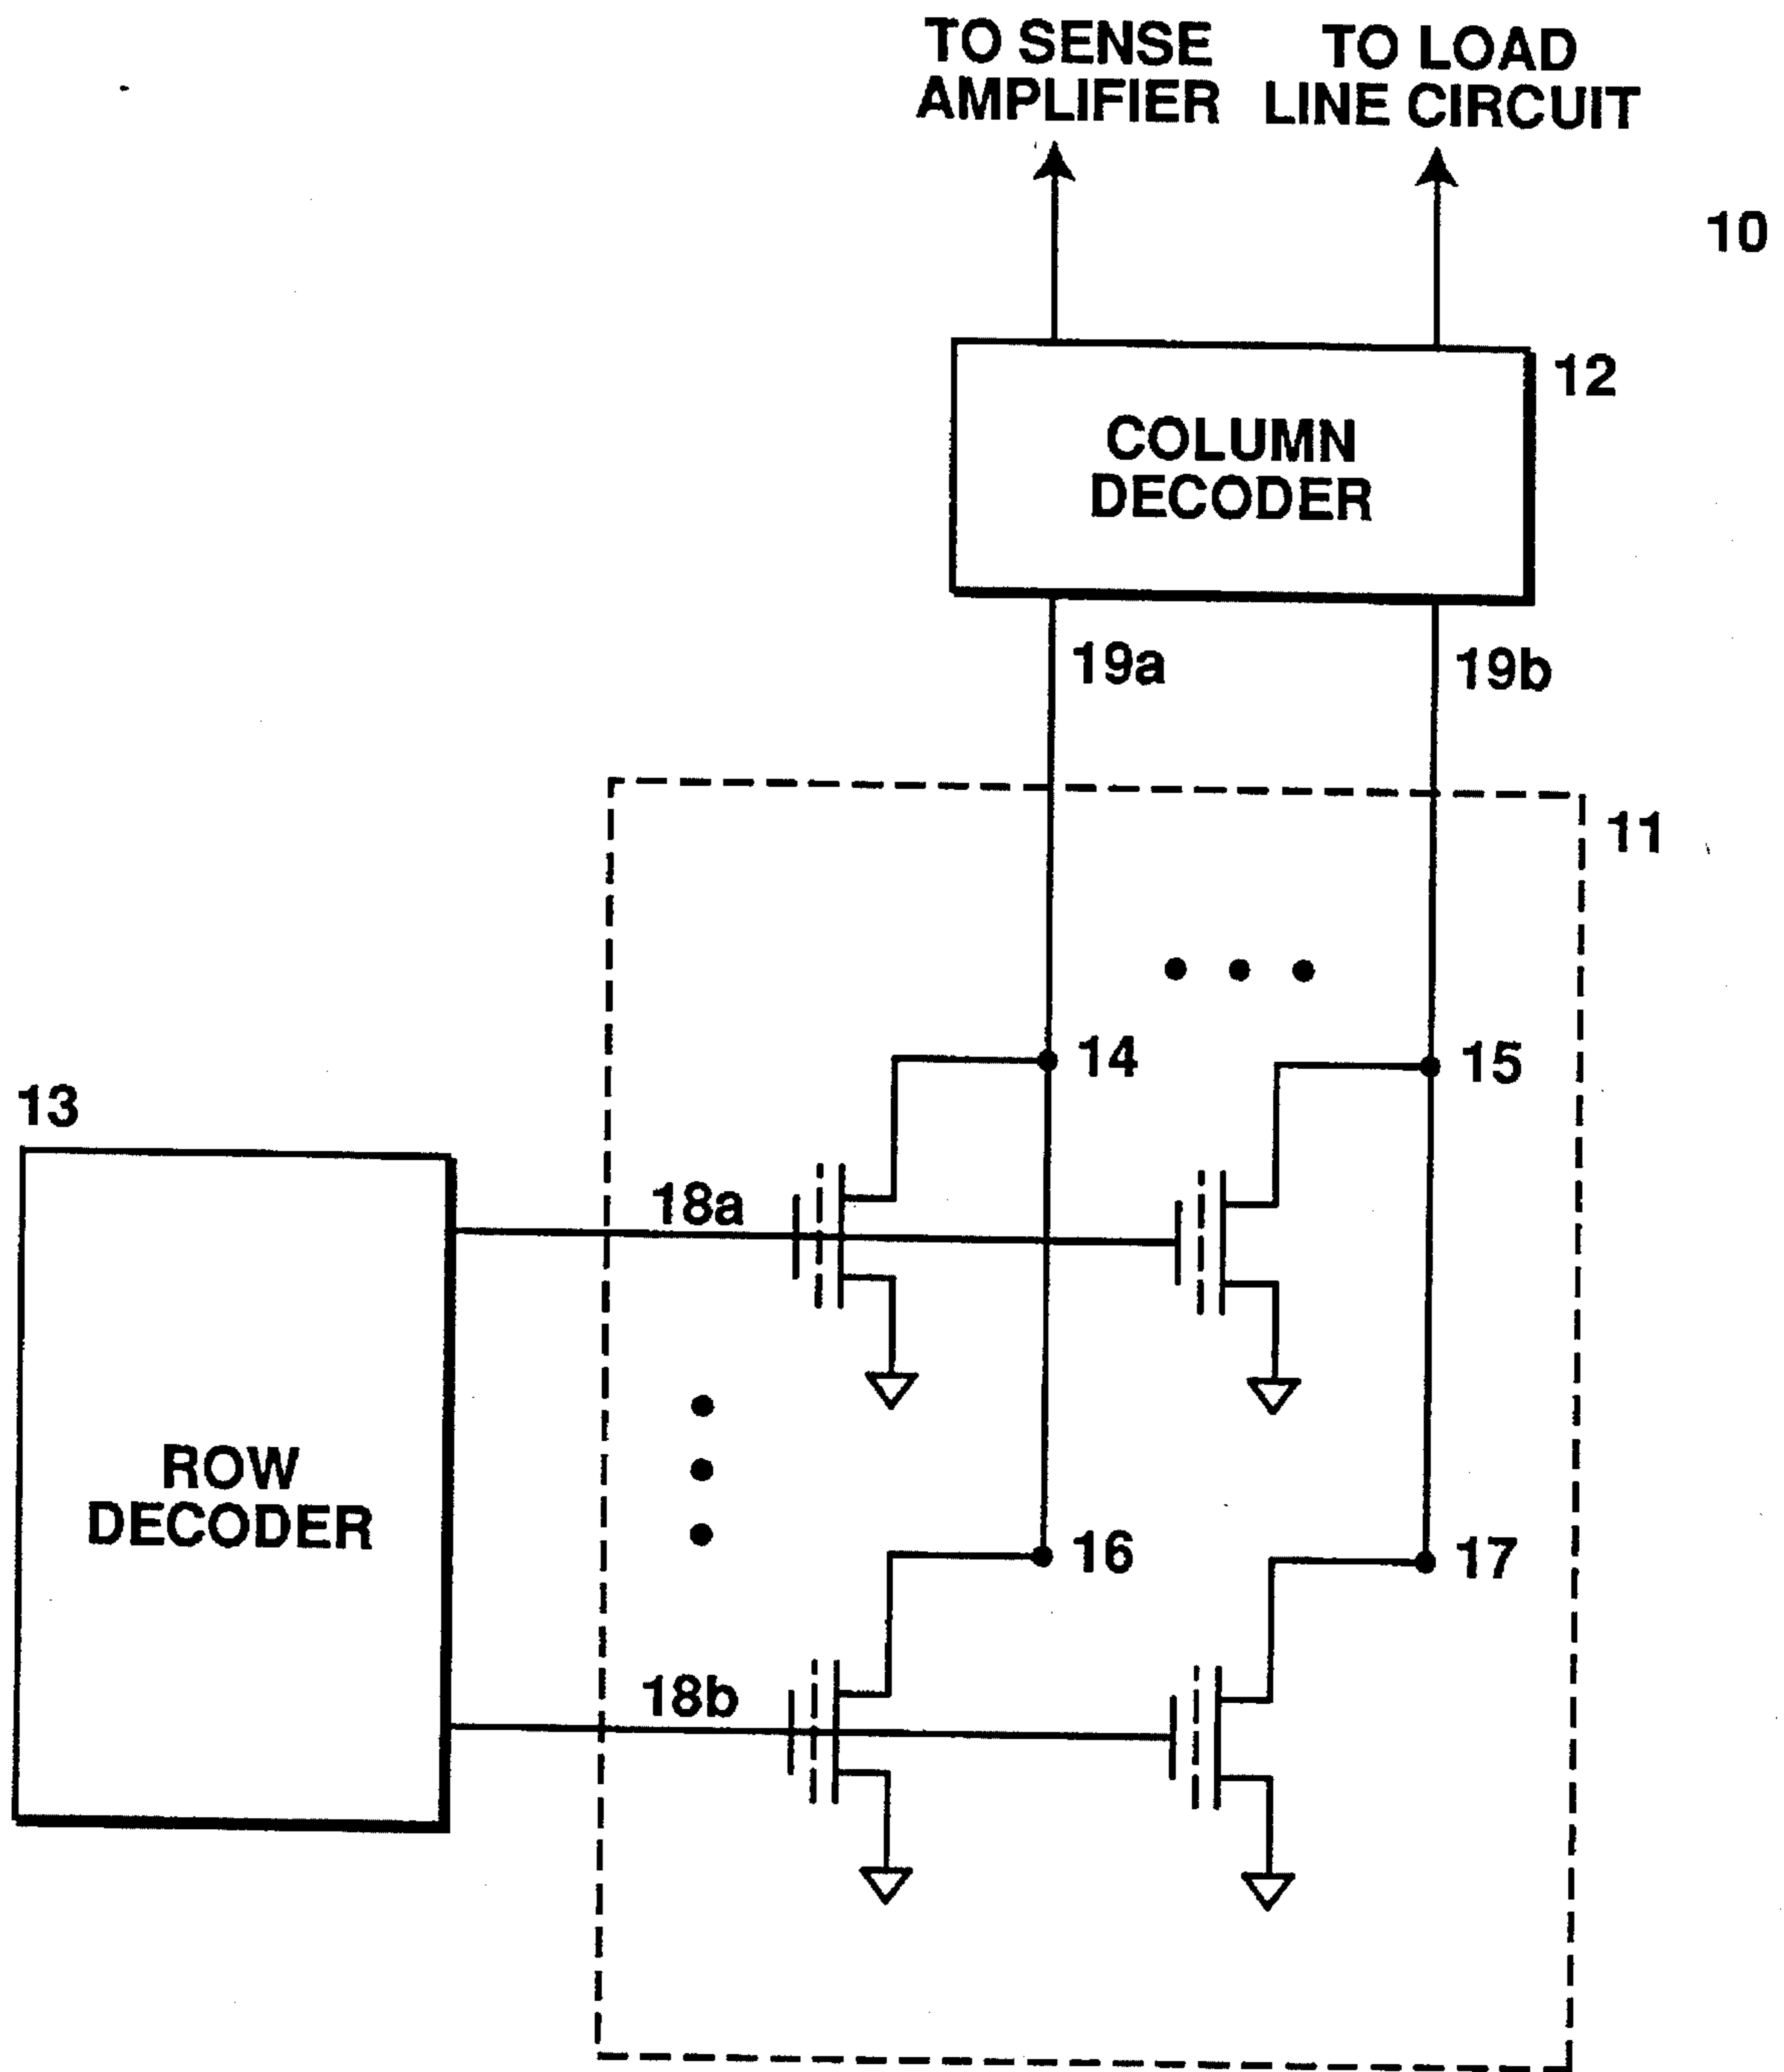 TO SENSE
AMPLIFIER
TO LOAD
LINE CIRCUIT
10
12
COLUMN
DECODER
19a
19b
11
14
15
13
18a
ROW
DECODER
16
17
18b